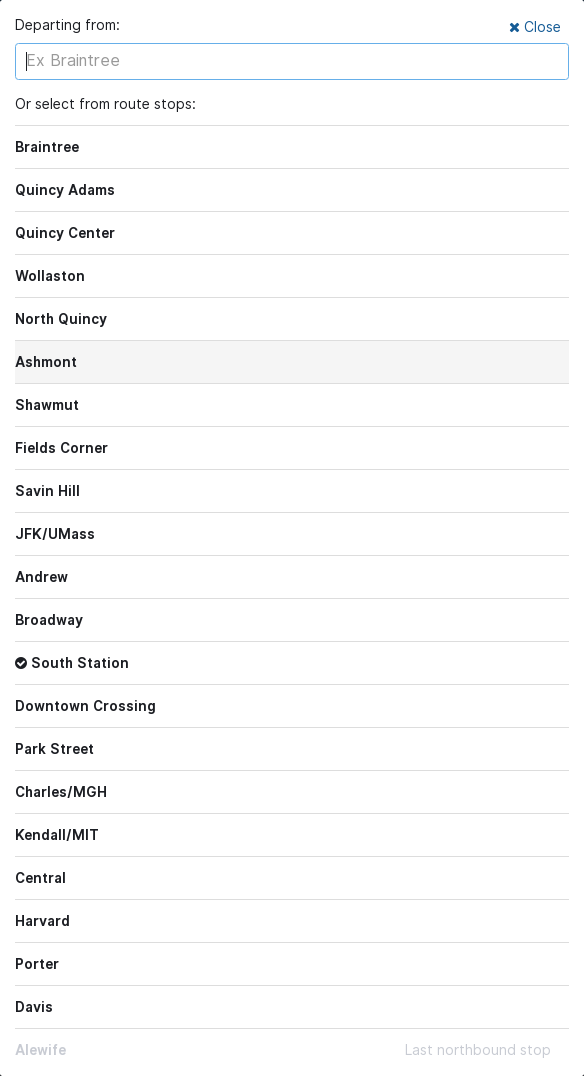 Departing from:
Close
Ex Braintree
Or select from route stops:
Braintree
Quincy Adams
Quincy Center
Wollaston
North Quincy
Ashmont
Shawmut
Fields Corner
Savin Hill
JFK/UMass
Andrew
Broadway
South Station
Downtown Crossing
Park Street
Charles/MGH
Kendall/MIT
Central
Harvard
Porter
Davis
Alewife Last northbound stop